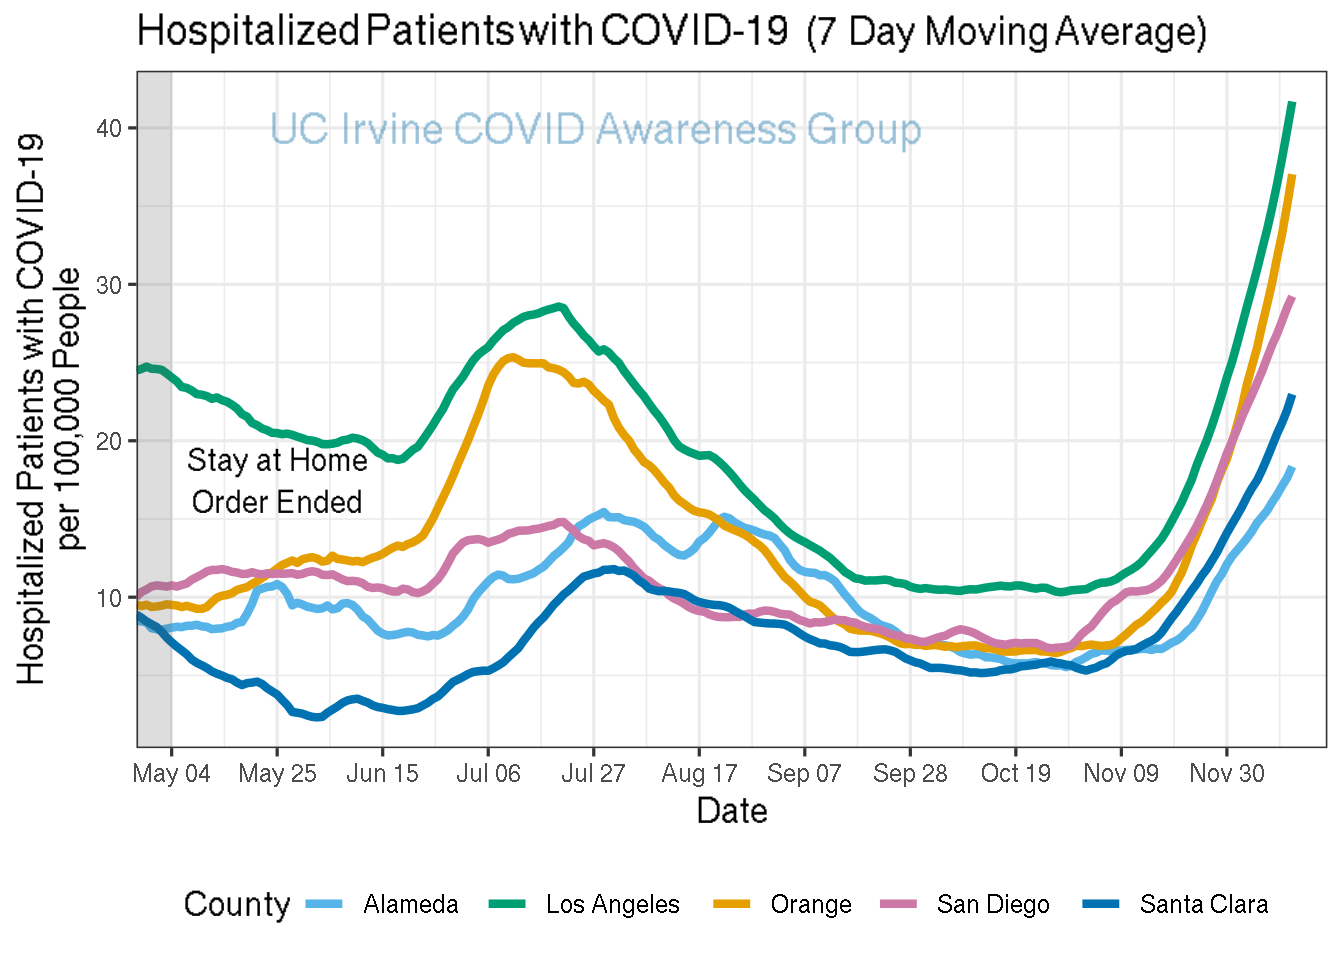 Hospitalized Patients with COVID-19 (7 Day Moving Average)
UC Irvine COVID Awareness Group
Hospitalized Patients with COVID-19
per 100,000 People
40
30
20
10
Stay at Home
Order Ended
May 04 May 25 Jun 15 Jul 06 Jul 27 Aug 17 Sep 07 Sep 28 Oct 19 Nov 09 Nov 30
Date
County Alameda Los Angeles Orange San Diego Santa Clara